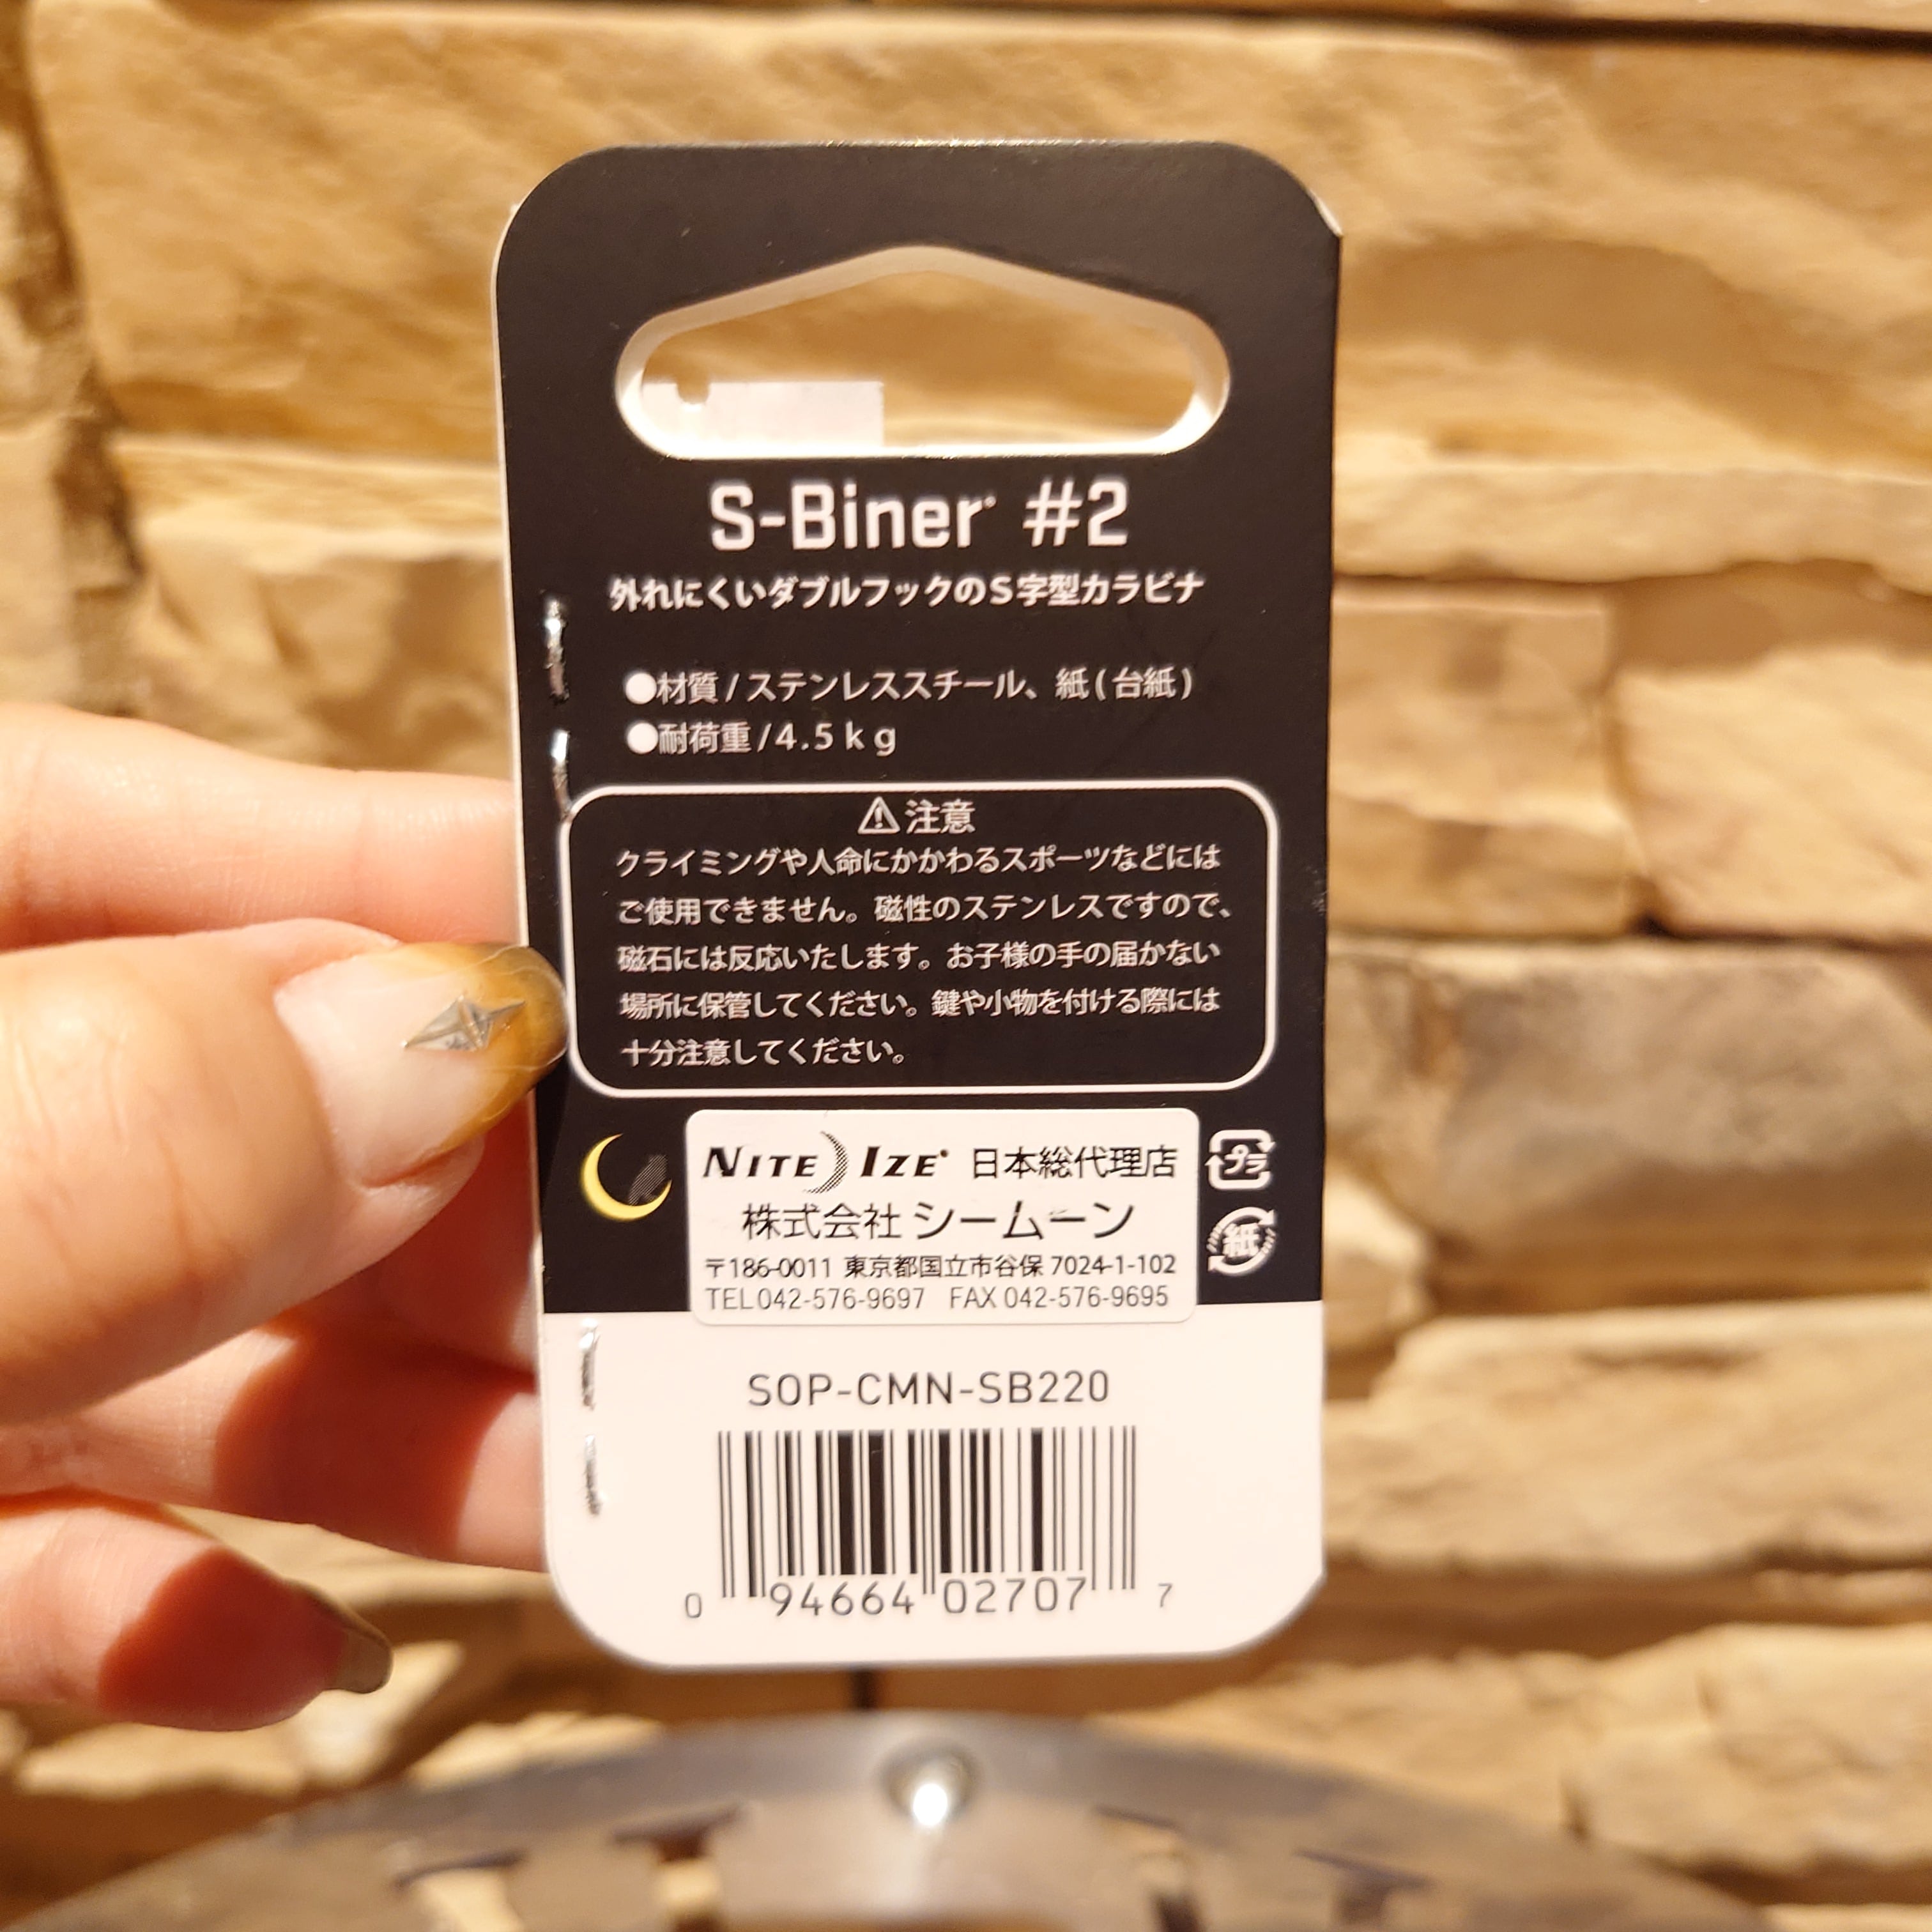 S-Biner #2
外れにくいダブルフックのS字型カラビナ
●材質/ステンレススチール、紙(台紙)
●耐荷重/4.5kg
注意
クライミングや人命にかかわるスポーツなどには
ご使用できません。磁性のステンレスですので、
磁石には反応いたします。お子様の手の届かない
場所に保管してください。鍵や小物を付ける際には
十分注意してください。
NITE IZE 日本総代理店
株式会社 シームーン
〒186-0011 東京都国立市谷保 7024-1-102
TEL042-576-9697 FAX 042-576-9695
プラ
紙
SOP-CMN-SB220
0 94664 02707 7